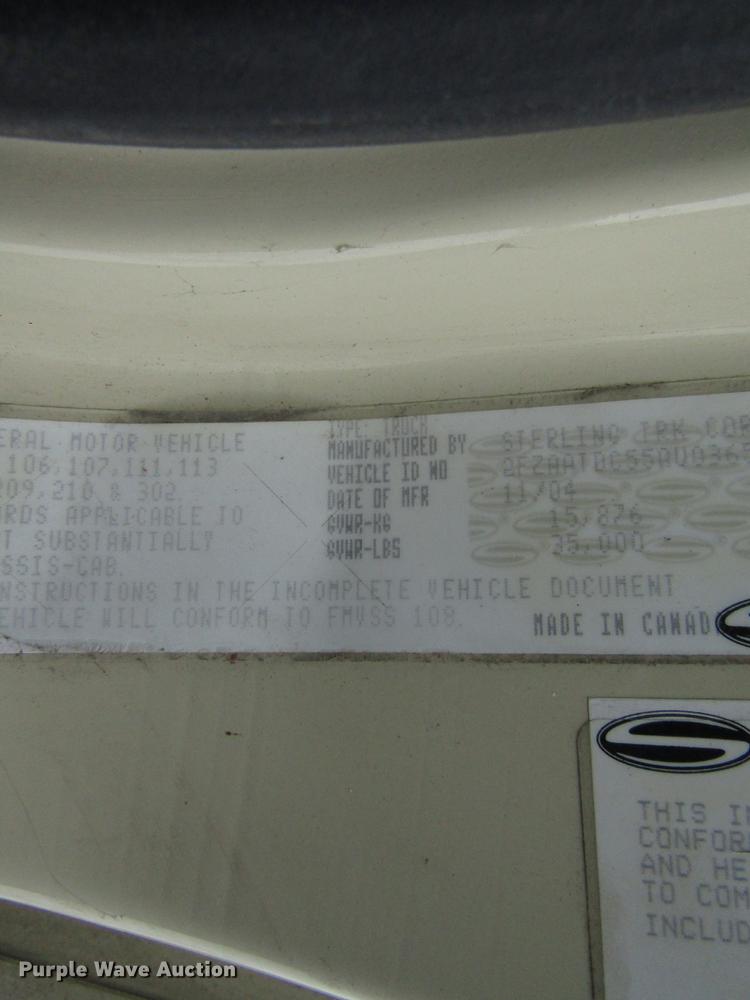 ERAL MOTOR VEHICLE
106,107,111,113
209,210 & 302
RDS APPLICABLE TO
T SUBSTANTIALLY
SSIS-CAB.
NSTRUCTIONS IN THE INCOMPLETE VEHICLE DOCUMENT
EHICLE WILL CONFORM TO FMVSS 108.
TYPE: TRUCK
MANUFACTURED BY STERLING TRK COR
VEHICLE ID NO
DATE OF MFR 11/04
GVWR-KG 15,876
GVWR-LBS 35,000
MADE IN CANAD
THIS I
CONFOR
AND HE
TO COM
INCLUD
Purple Wave Auction